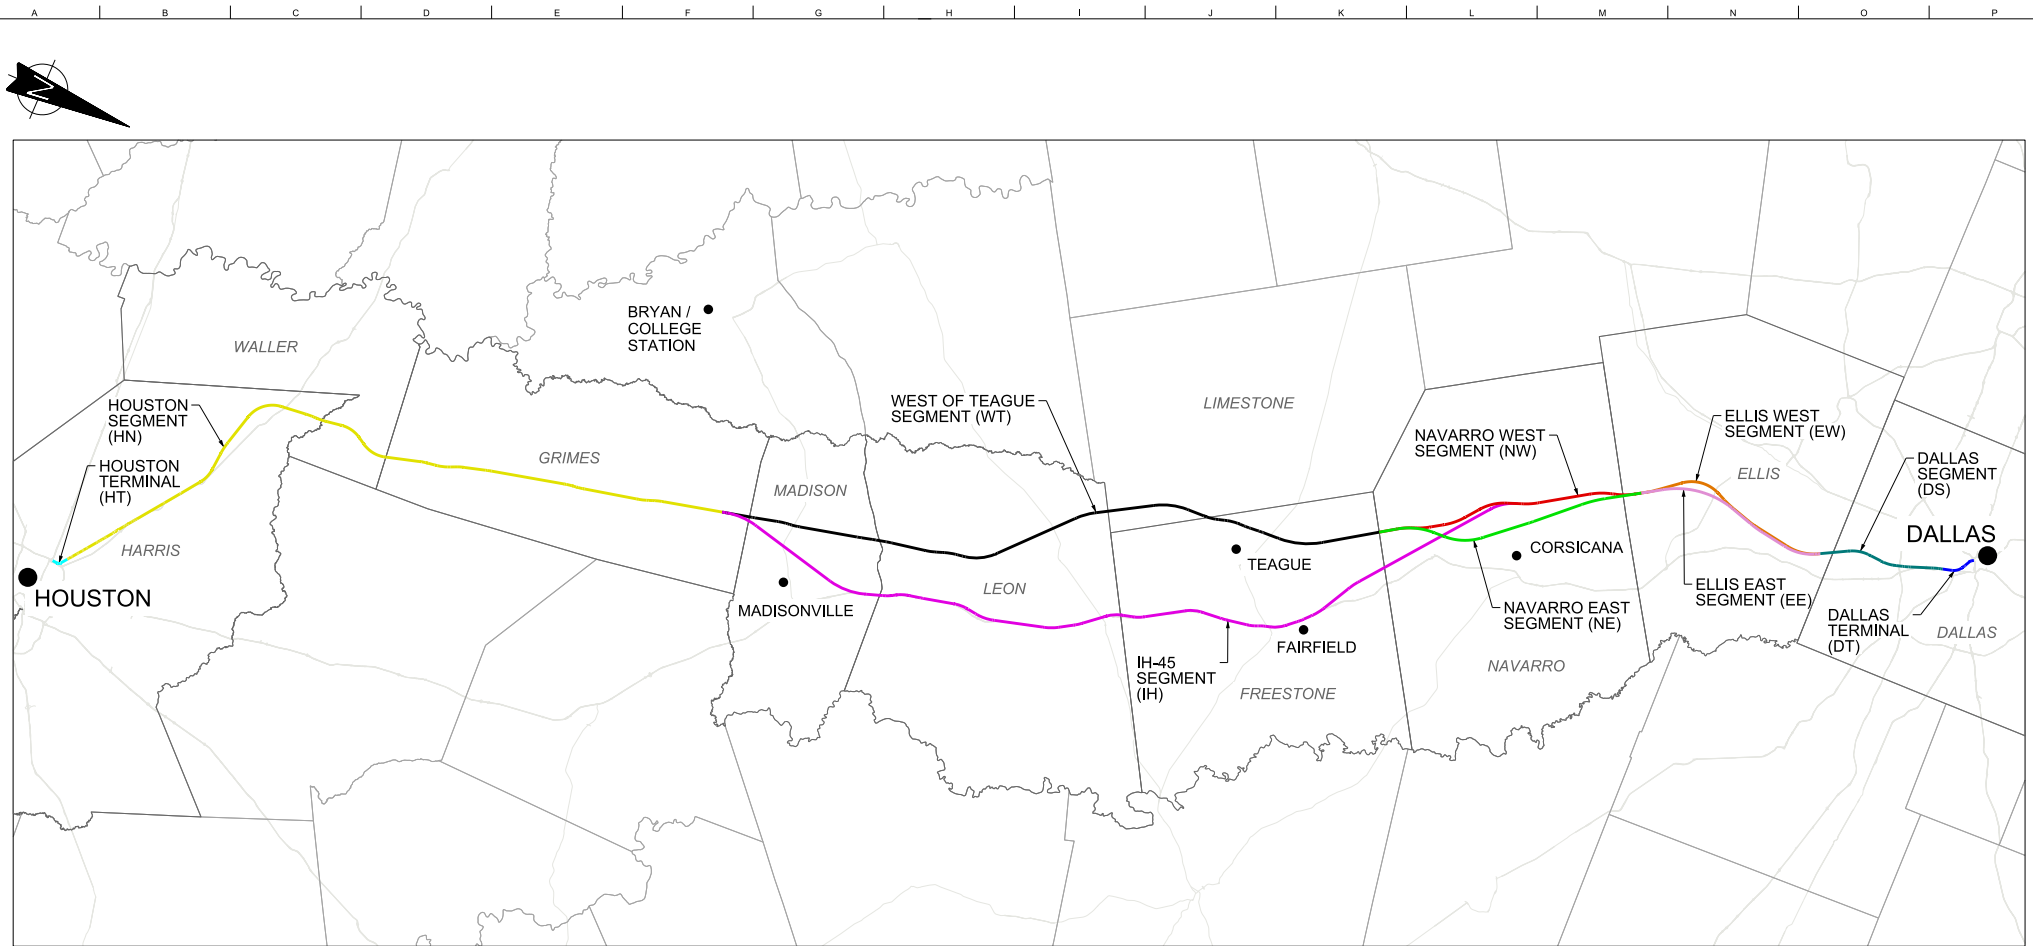 A B C D E F G H I J K L M N O P
N
BRYAN /
COLLEGE
STATION
WALLER
HOUSTON
SEGMENT
(HN)
HOUSTON
TERMINAL
(HT)
HARRIS
HOUSTON
GRIMES
MADISON
MADISONVILLE
WEST OF TEAGUE
SEGMENT (WT)
LEON
LIMESTONE
TEAGUE
FAIRFIELD
IH-45
SEGMENT
(IH)
FREESTONE
NAVARRO WEST
SEGMENT (NW)
CORSICANA
NAVARRO EAST
SEGMENT (NE)
NAVARRO
ELLIS WEST
SEGMENT (EW)
ELLIS
ELLIS EAST
SEGMENT (EE)
DALLAS
SEGMENT
(DS)
DALLAS
DALLAS
TERMINAL
(DT)
DALLAS